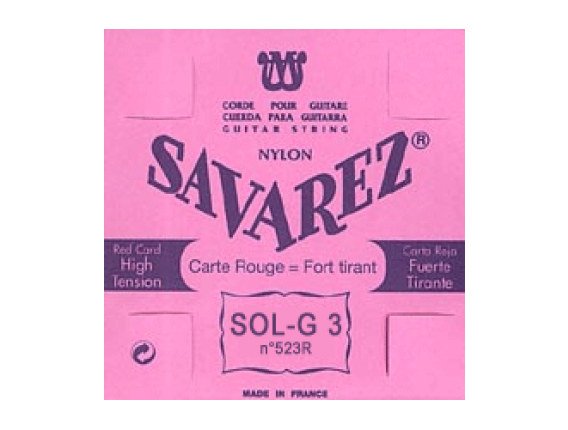 CORDE POUR GUITARE
CUERDA PARA GUITARRA
GUITAR STRING
NYLON
SAVAREZ®
Red Card
High
Tension
Carte Rouge = Fort tirant
Carta Roja
Fuerte
Tirante
SOL-G 3
n°523R
MADE IN FRANCE